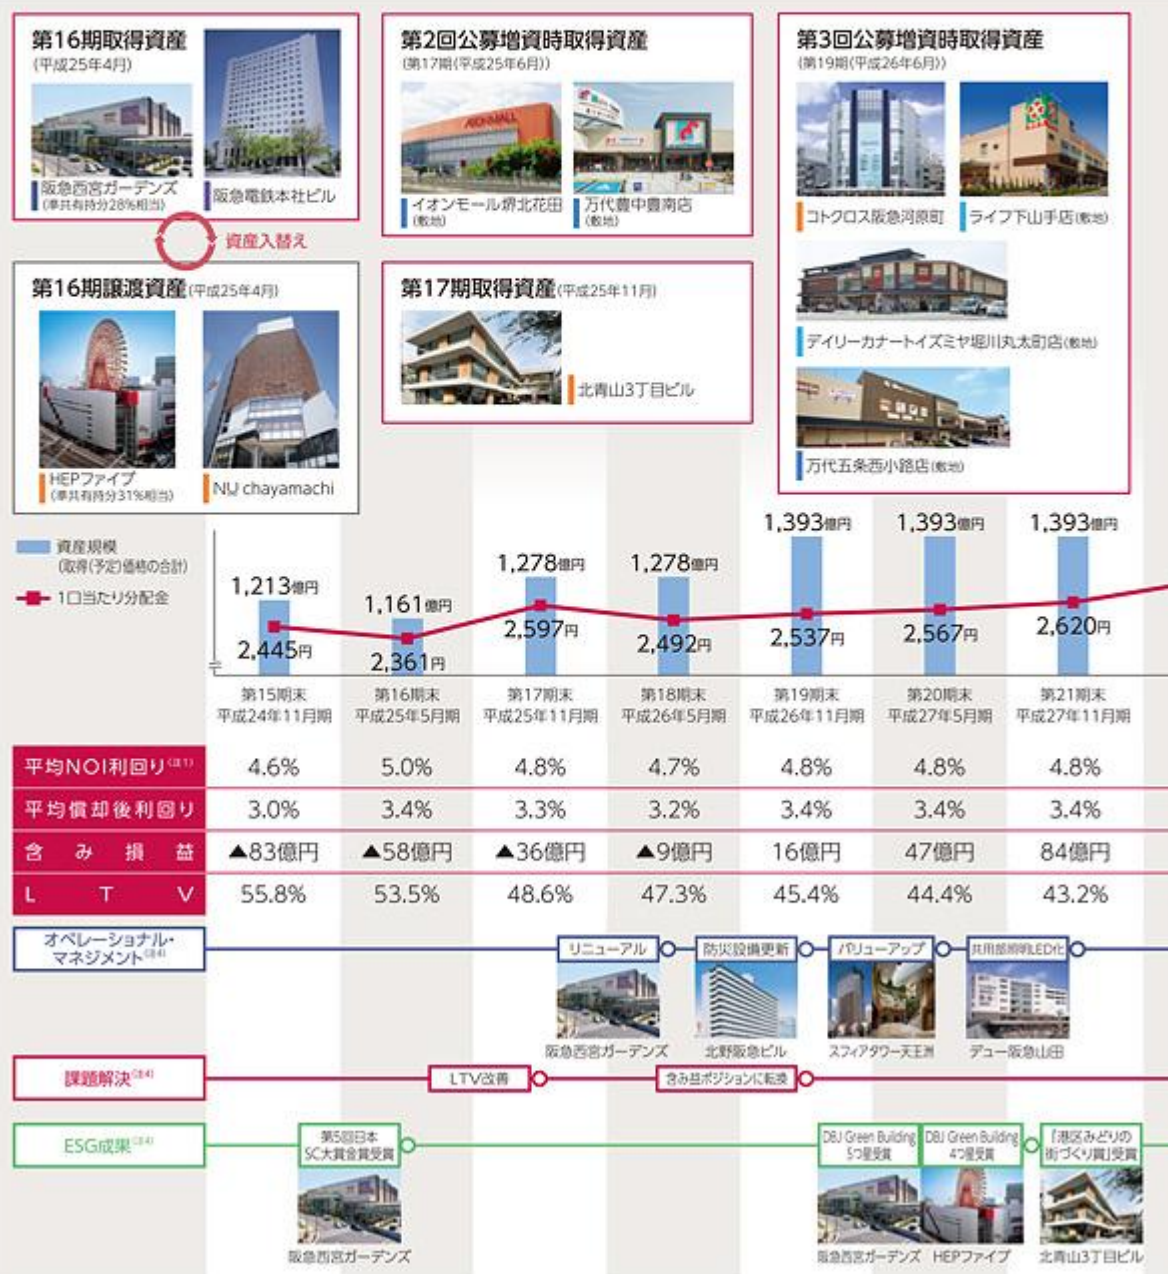 第16期取得資産
(平成25年4月)
阪急西宮ガーデンズ
(準共有持分28%相当)
阪急電鉄本社ビル
資産入替え
第16期譲渡資産(平成25年4月)
HEPファイブ
(準共有持分31%相当)
NU chayamachi
第2回公募増資時取得資産
(第17期(平成25年6月))
AEON MALL
イオンモール堺北花田
(敷地)
万代豊中豊南店
(敷地)
第17期取得資産(平成25年11月)
北青山3丁目ビル
第3回公募増資時取得資産
(第19期(平成26年6月))
コトクロス阪急河原町
ライフ下山手店(敷地)
デイリーカナートイズミヤ堀川丸太町店(敷地)
万代五条西小路店(敷地)
資産規模
(取得(予定)価格の合計)
1口当たり分配金
1,213億円 1,161億円 1,278億円 1,278億円 1,393億円 1,393億円 1,393億円
2,445円 2,361円 2,597円 2,492円 2,537円 2,567円 2,620円
第15期末 第16期末 第17期末 第18期末 第19期末 第20期末 第21期末
平成24年11月期 平成25年5月期 平成25年11月期 平成26年5月期 平成26年11月期 平成27年5月期 平成27年11月期
平均NOI利回り(注1) 4.6% 5.0% 4.8% 4.7% 4.8% 4.8% 4.8%
平均償却後利回り 3.0% 3.4% 3.3% 3.2% 3.4% 3.4% 3.4%
含み損益 ▲83億円 ▲58億円 ▲36億円 ▲9億円 16億円 47億円 84億円
LTV 55.8% 53.5% 48.6% 47.3% 45.4% 44.4% 43.2%
オペレーショナル・
マネジメント(注4)
リニューアル 防災設備更新 バリューアップ 共用部照明LED化
阪急西宮ガーデンズ 北野阪急ビル スフィアタワー天王洲 デュー阪急山田
課題解決(注4) LTV改善 含み益ポジションに転換
ESG成果(注4)
第5回日本
SC大賞金賞受賞
阪急西宮ガーデンズ
DBJ Green Building
5つ星受賞
阪急西宮ガーデンズ
DBJ Green Building
4つ星受賞
HEPファイブ
「港区みどりの
街づくり賞」受賞
北青山3丁目ビル